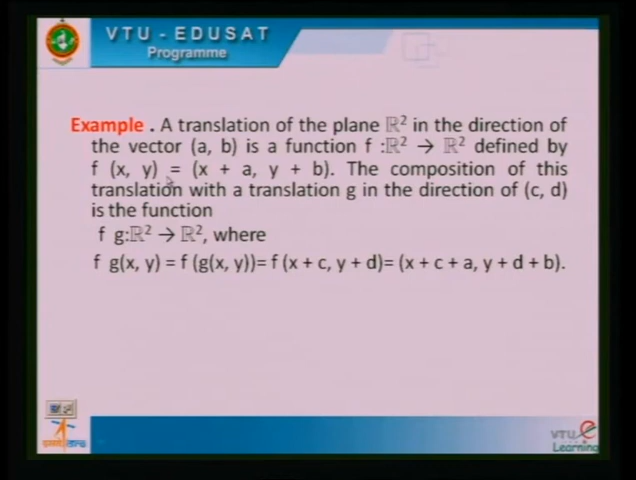 VTU - EDUSAT
Programme
Example . A translation of the plane ℝ² in the direction of
the vector (a, b) is a function f :ℝ² → ℝ² defined by
f (x, y) = (x + a, y + b). The composition of this
translation with a translation g in the direction of (c, d)
is the function
f g:ℝ² → ℝ², where
f g(x, y) = f (g(x, y))= f (x + c, y + d)= (x + c + a, y + d + b).
VTU e
Learning